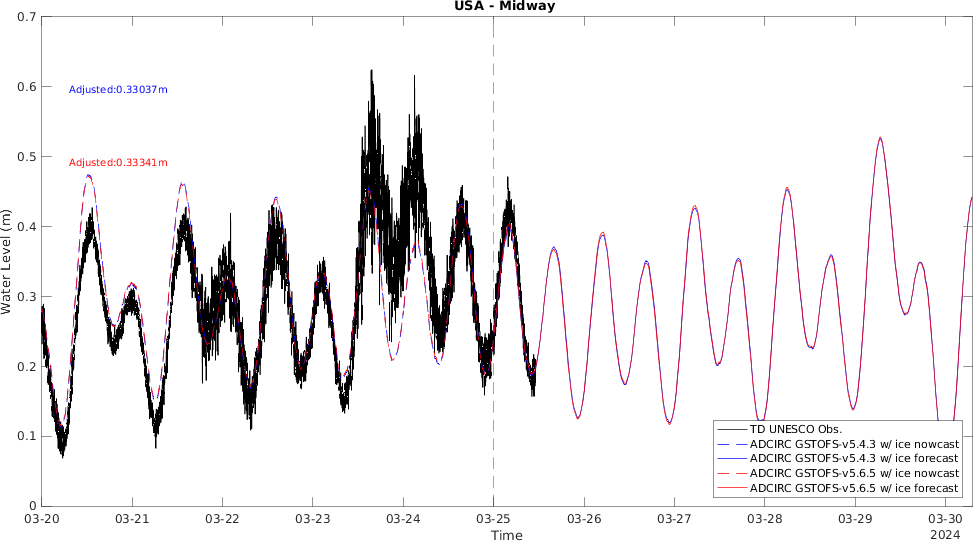 USA - Midway
0.7
0.6
0.5
0.4
0.3
0.2
0.1
0
Water Level (m)
Adjusted:0.33037m
Adjusted:0.33341m
TD UNESCO Obs.
ADCIRC GSTOFS-v5.4.3 w/ ice nowcast
ADCIRC GSTOFS-v5.4.3 w/ ice forecast
ADCIRC GSTOFS-v5.6.5 w/ ice nowcast
ADCIRC GSTOFS-v5.6.5 w/ ice forecast
03-20 03-21 03-22 03-23 03-24 03-25 03-26 03-27 03-28 03-29 03-30
Time
2024